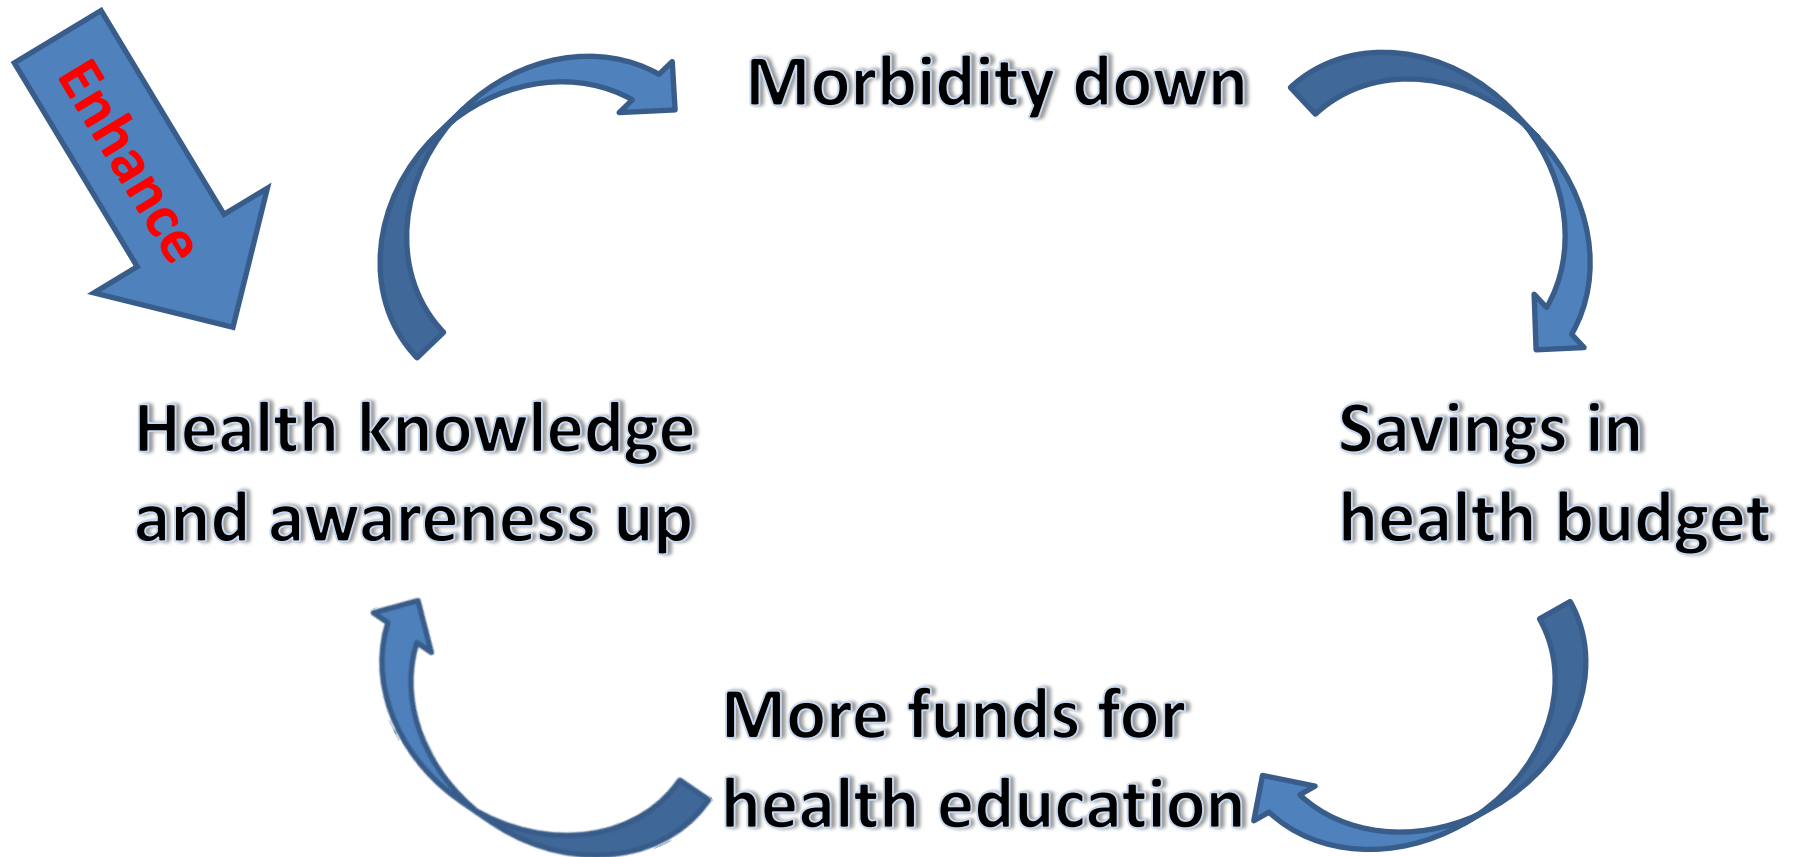 Enhance
Morbidity down
Health knowledge
and awareness up
Savings in
health budget
More funds for
health education